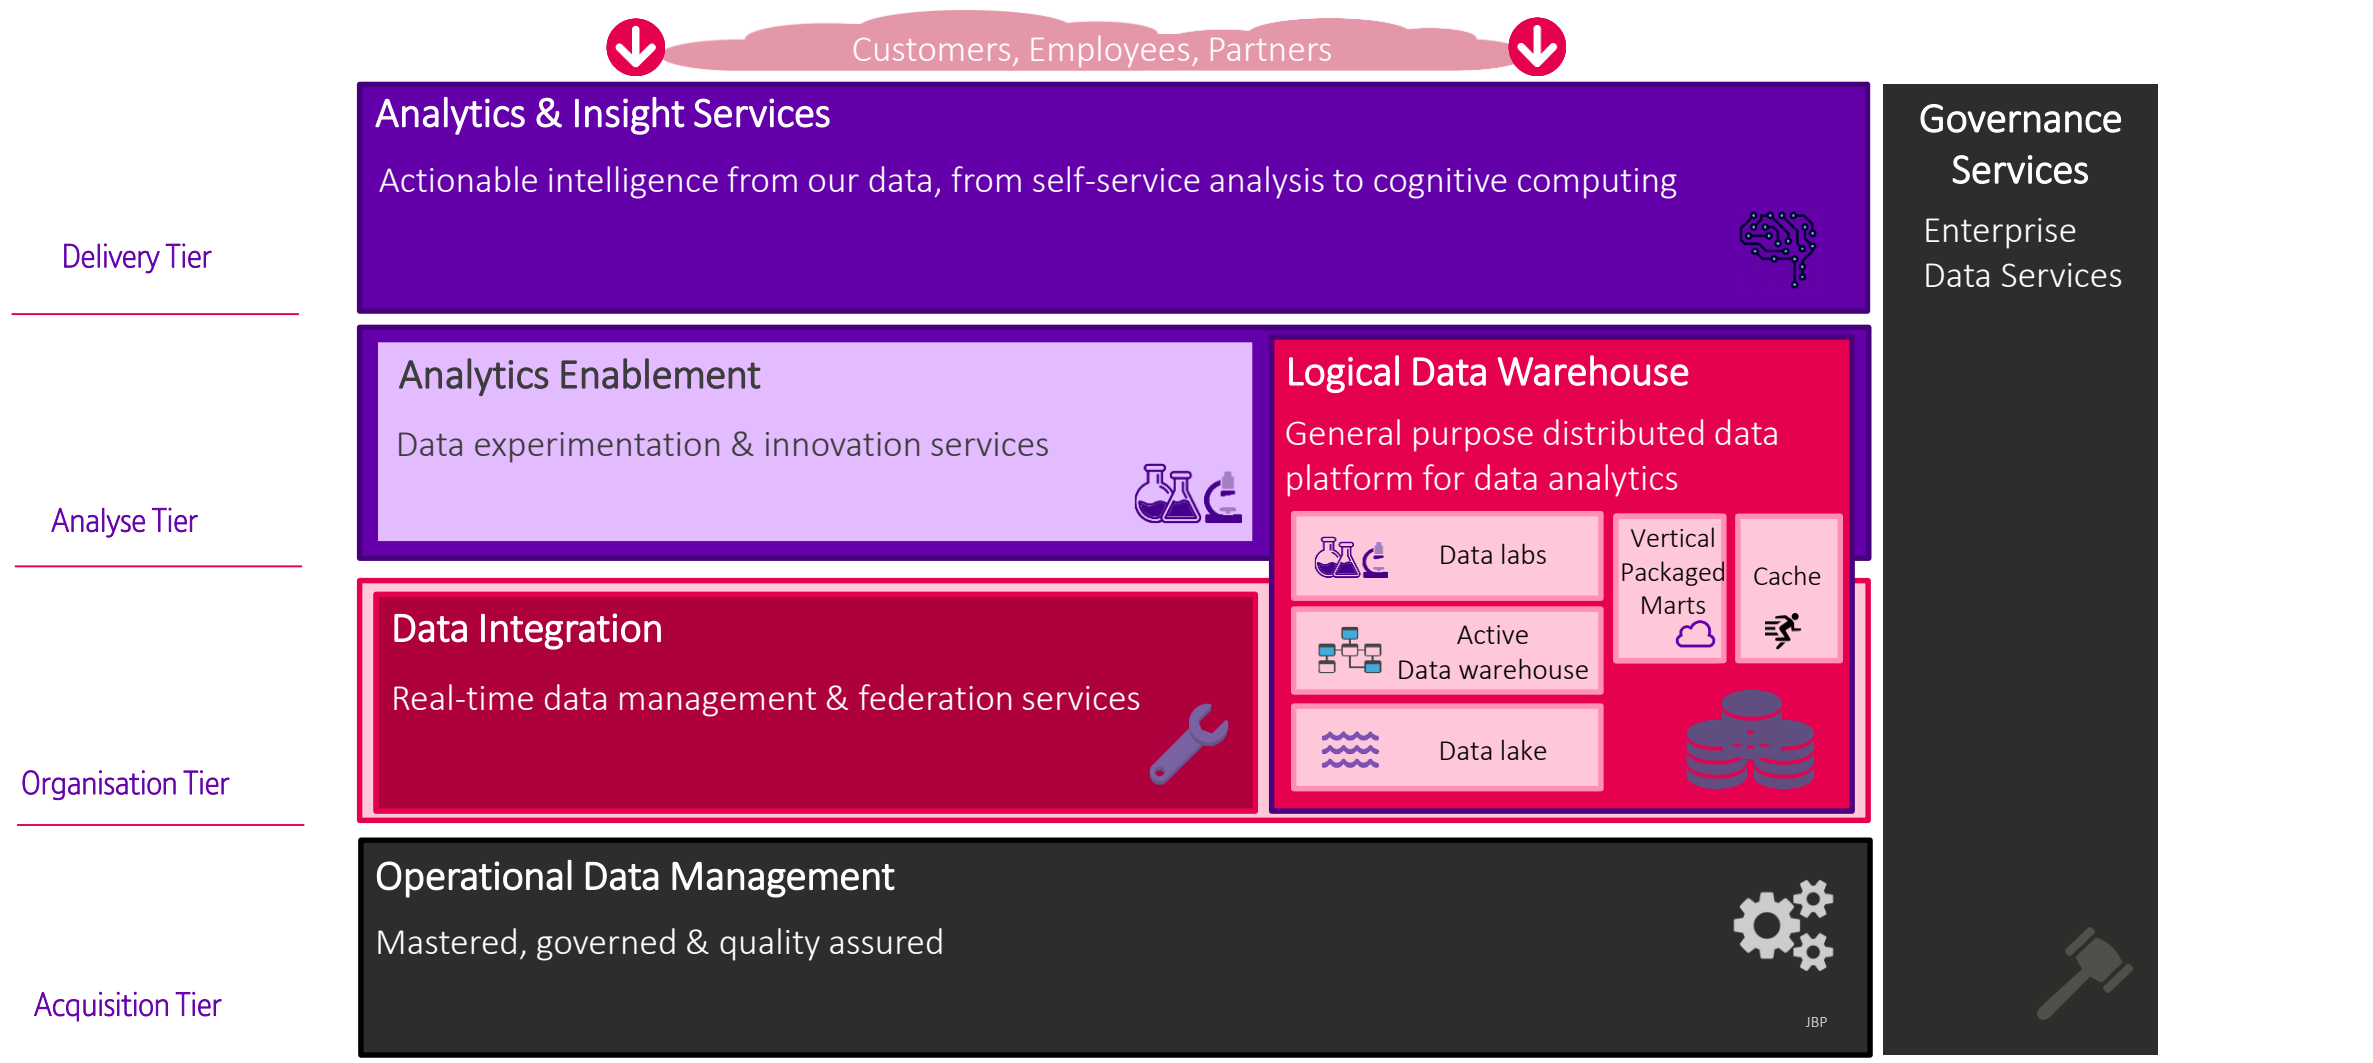 Customers, Employees, Partners
Analytics & Insight Services
Actionable intelligence from our data, from self-service analysis to cognitive computing
Governance
Services
Enterprise
Data Services
Delivery Tier
Analytics Enablement
Data experimentation & innovation services
Logical Data Warehouse
General purpose distributed data
platform for data analytics
Data labs
Vertical
Packaged
Marts
Cache
Active
Data warehouse
Data lake
Analyse Tier
Data Integration
Real-time data management & federation services
Organisation Tier
Operational Data Management
Mastered, governed & quality assured
Acquisition Tier
JBP